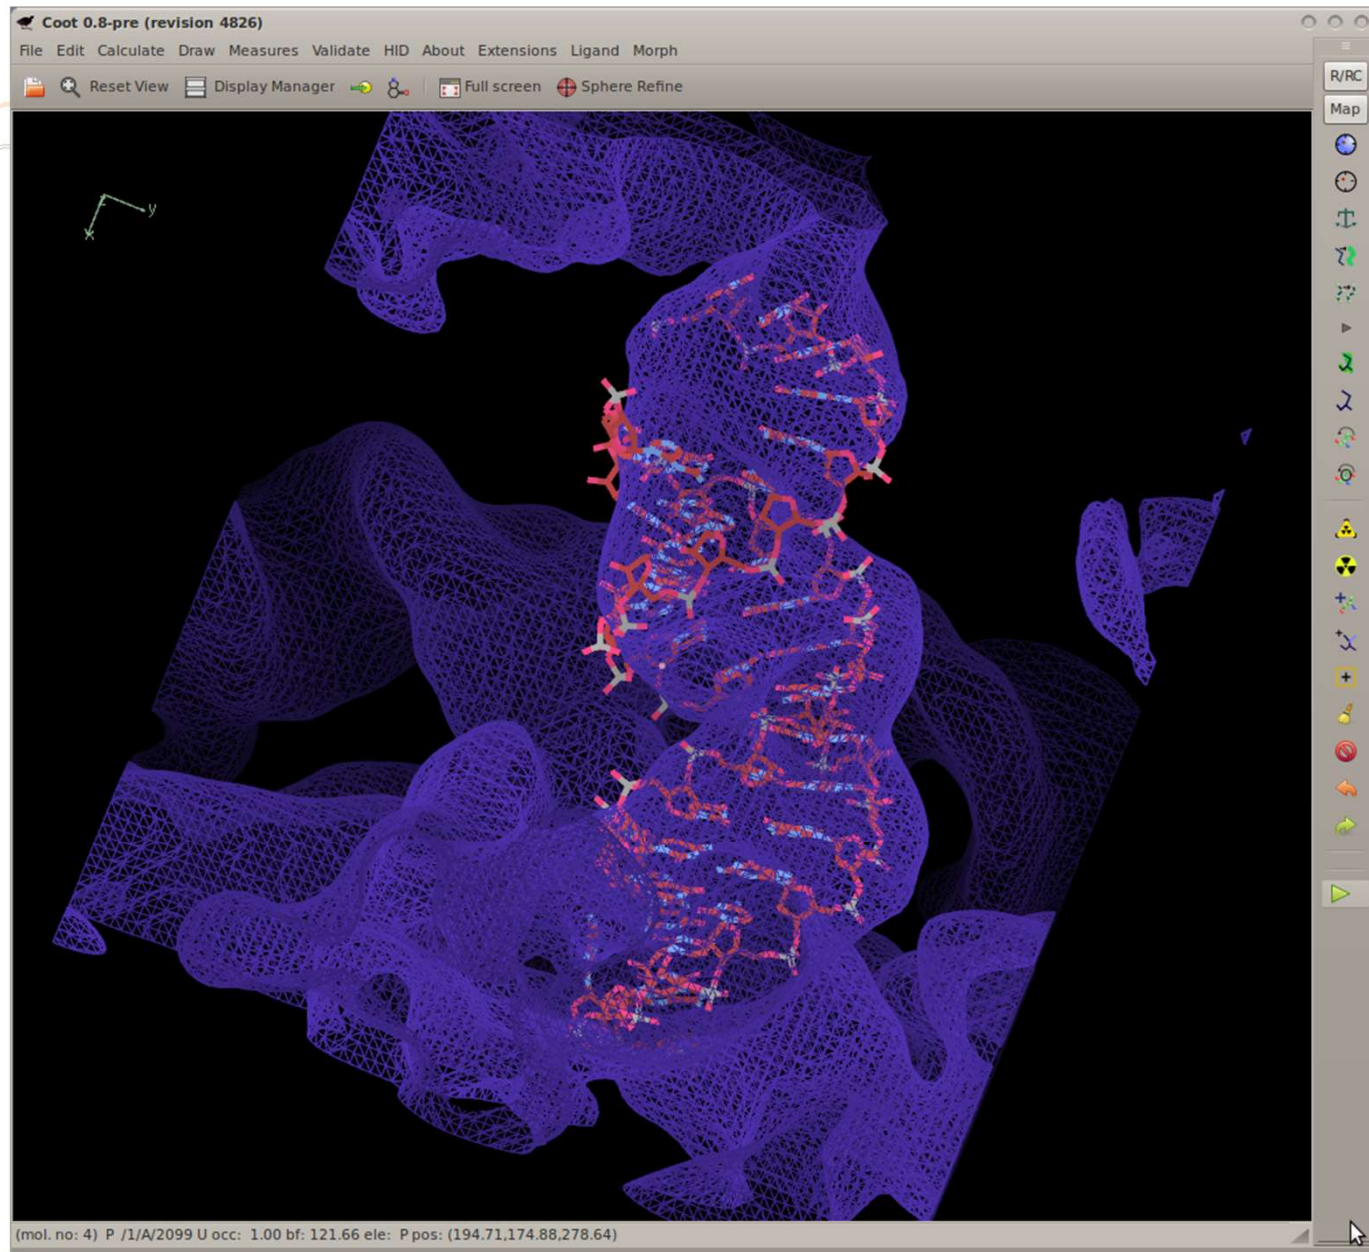 Coot 0.8-pre (revision 4826)
File Edit Calculate Draw Measures Validate HID About Extensions Ligand Morph
Reset View Display Manager Full screen Sphere Refine
R/RC
Map
y
x
(mol. no: 4) P /1/A/2099 U occ: 1.00 bf: 121.66 ele: P pos: (194.71,174.88,278.64)